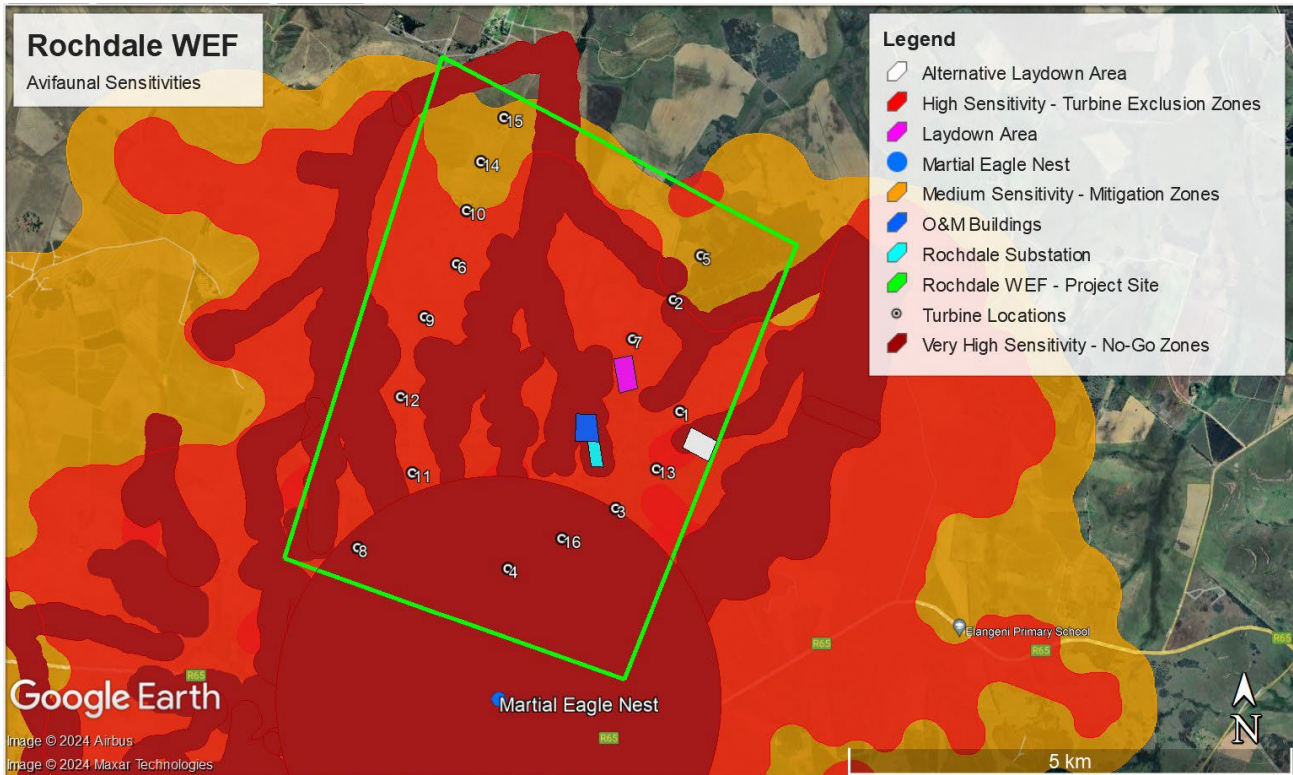 Rochdale WEF
Avifaunal Sensitivities
Legend
Alternative Laydown Area
High Sensitivity - Turbine Exclusion Zones
Laydown Area
Martial Eagle Nest
Medium Sensitivity - Mitigation Zones
O&M Buildings
Rochdale Substation
Rochdale WEF - Project Site
Turbine Locations
Very High Sensitivity - No-Go Zones
15
14
10
5
6
2
9
7
12
1
13
11
3
16
8
4
Elangeni Primary School
R65
R65
R65
R65
Google Earth
Martial Eagle Nest
R65
N
Image © 2024 Airbus
Image © 2024 Maxar Technologies
5 km